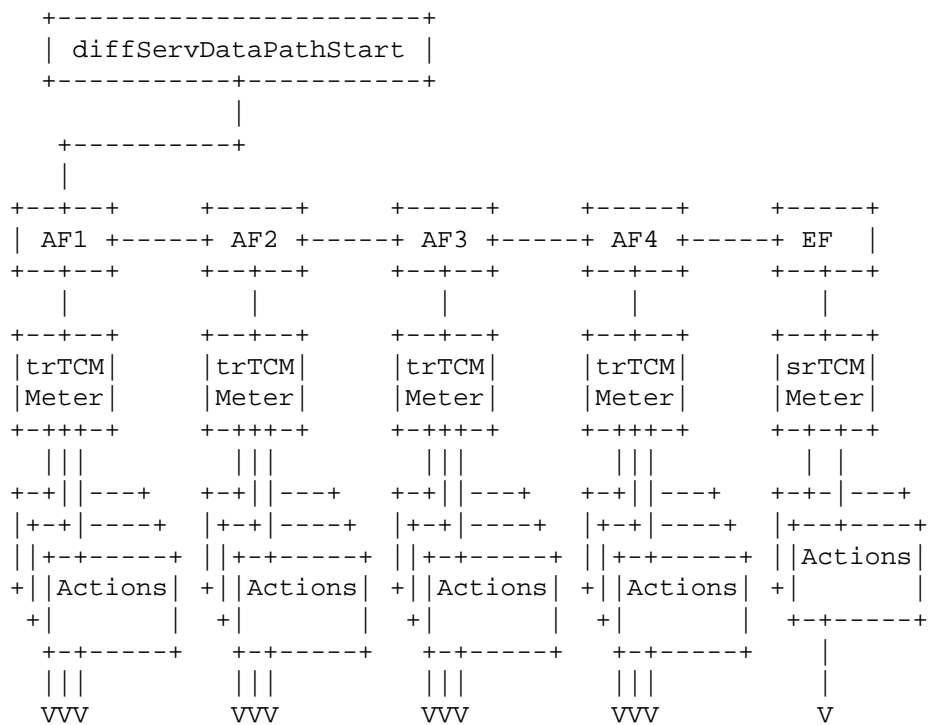 diffServDataPathStart
AF1 AF2 AF3 AF4 EF
trTCM trTCM trTCM trTCM srTCM
Meter Meter Meter Meter Meter
Actions
Actions Actions Actions Actions
VVV VVV VVV VVV V